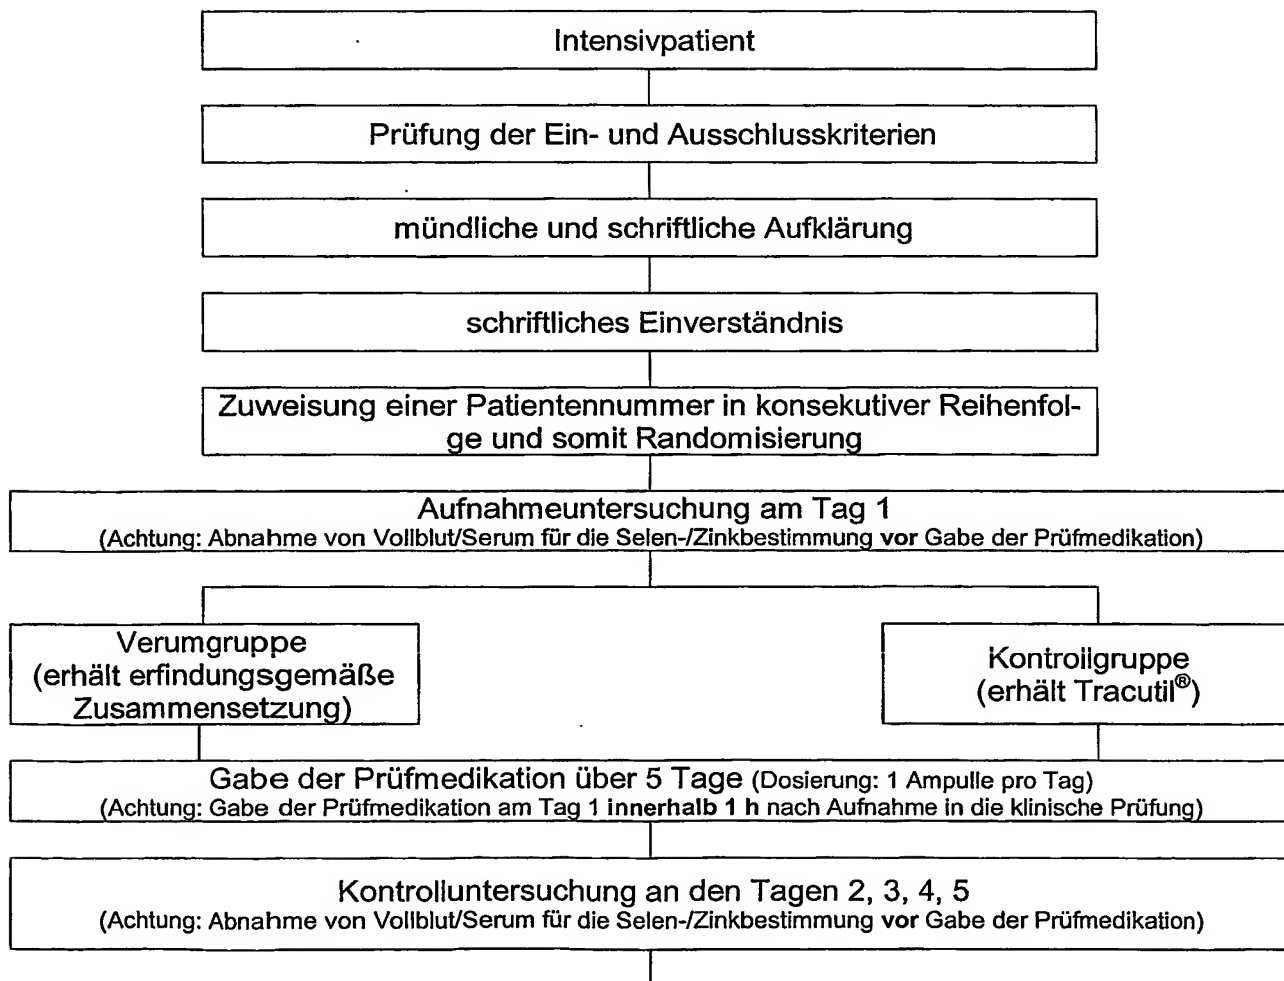 Intensivpatient
Prüfung der Ein- und Ausschlusskriterien
mündliche und schriftliche Aufklärung
schriftliches Einverständnis
Zuweisung einer Patientennummer in konsekutiver Reihenfol-
ge und somit Randomisierung
Aufnahmeuntersuchung am Tag 1
(Achtung: Abnahme von Vollblut/Serum für die Selen-/Zinkbestimmung vor Gabe der Prüfmedikation)
Verumgruppe
(erhält erfindungsgemäße
Zusammensetzung)
Kontrollgruppe
(erhält Tracutil®)
Gabe der Prüfmedikation über 5 Tage (Dosierung: 1 Ampulle pro Tag)
(Achtung: Gabe der Prüfmedikation am Tag 1 innerhalb 1 h nach Aufnahme in die klinische Prüfung)
Kontrolluntersuchung an den Tagen 2, 3, 4, 5
(Achtung: Abnahme von Vollblut/Serum für die Selen-/Zinkbestimmung vor Gabe der Prüfmedikation)